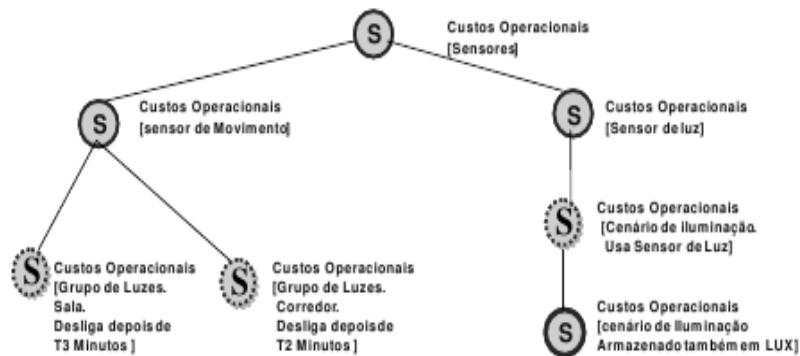 S
Custos Operacionais
[Sensores]
S
Custos Operacionais
[sensor de Movimento]
S
Custos Operacionais
[Sensor de luz]
S
Custos Operacionais
[Cenário de iluminação.
Usa Sensor de Luz]
S
Custos Operacionais
[Grupo de Luzes.
Sala.
Desliga depois de
T3 Minutos ]
S
Custos Operacionais
[Grupo de Luzes.
Corredor.
Desliga depois de
T2 Minutos ]
S
Custos Operacionais
[cenário de Iluminação
Armazenado também em LUX]